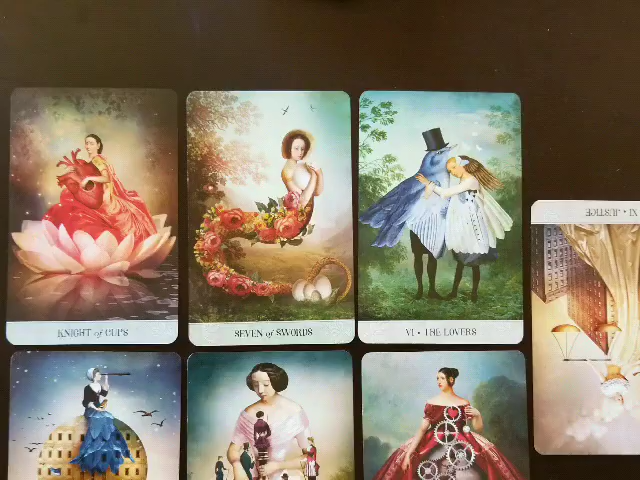 KNIGHT of CUPS
SEVEN of SWORDS
VI • THE LOVERS
XI • JUSTICE